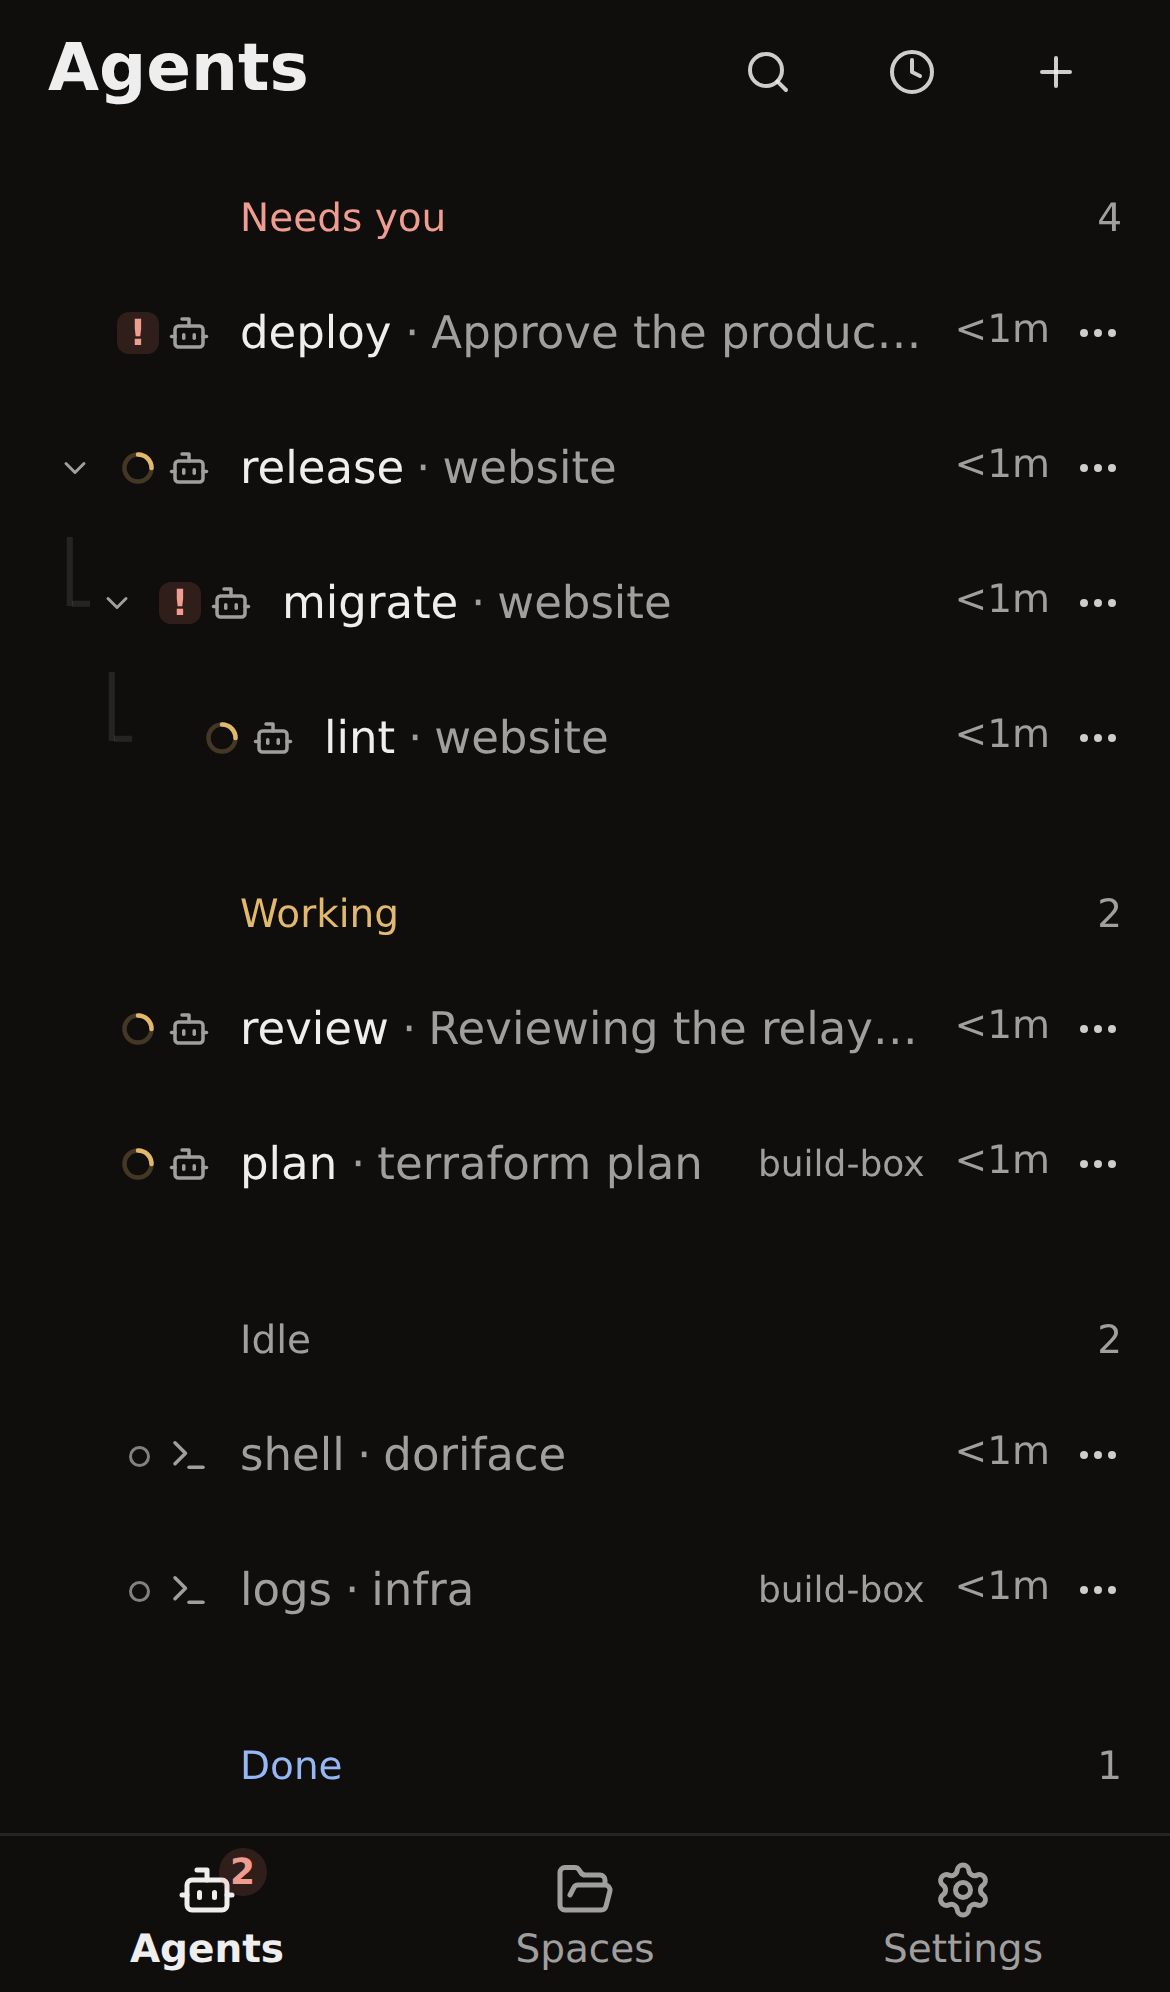 Agents
Needs you 4
! deploy · Approve the produc... <1m
release · website <1m
! migrate · website <1m
lint · website <1m
Working 2
review · Reviewing the relay... <1m
plan · terraform plan build-box <1m
Idle 2
shell · doriface <1m
logs · infra build-box <1m
Done 1
2
Agents Spaces Settings